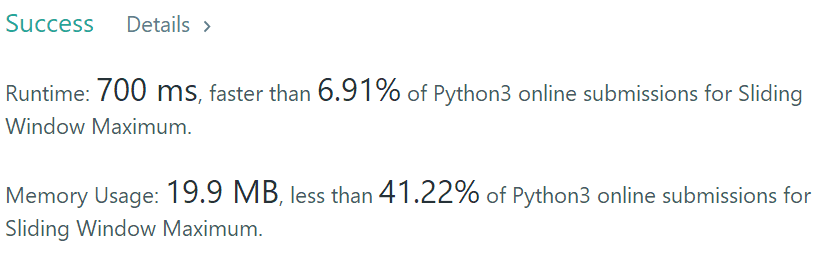 Success Details >
Runtime: 700 ms, faster than 6.91% of Python3 online submissions for Sliding
Window Maximum.
Memory Usage: 19.9 MB, less than 41.22% of Python3 online submissions for
Sliding Window Maximum.